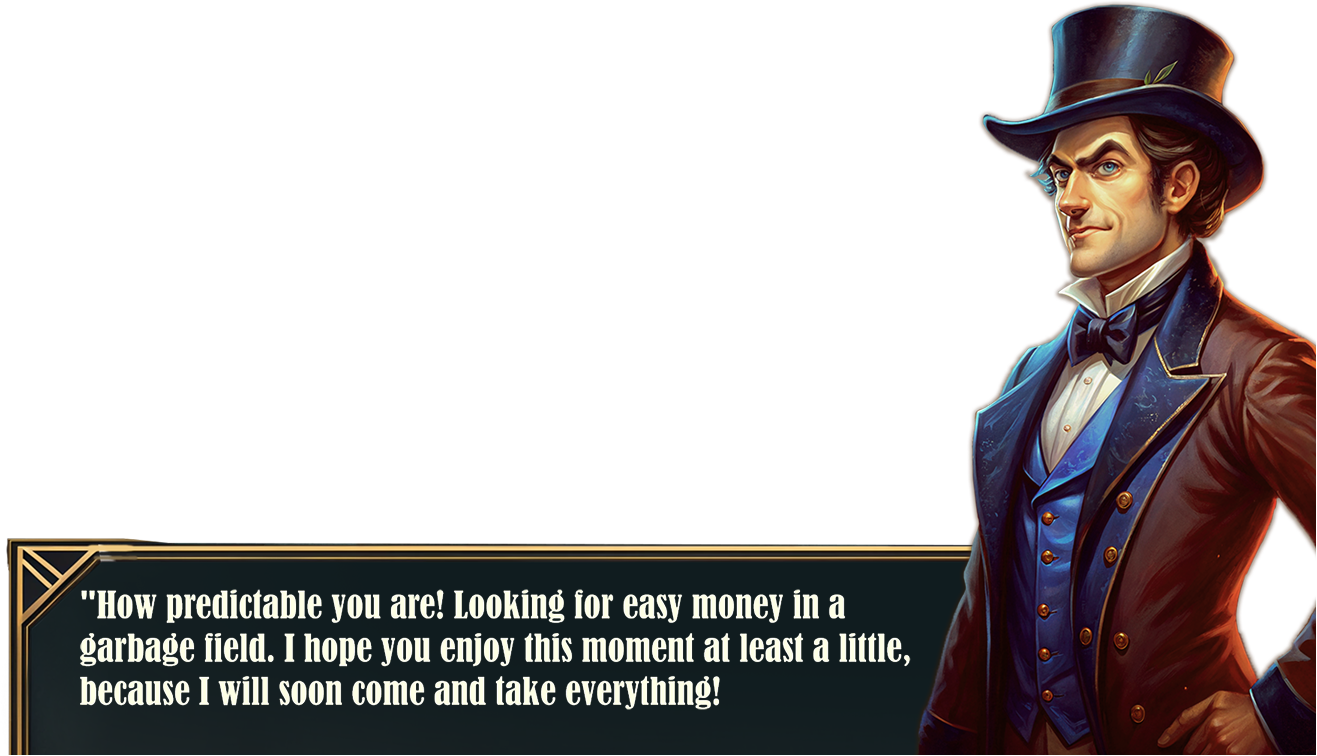 "How predictable you are! Looking for easy money in a
garbage field. I hope you enjoy this moment at least a little,
because I will soon come and take everything!